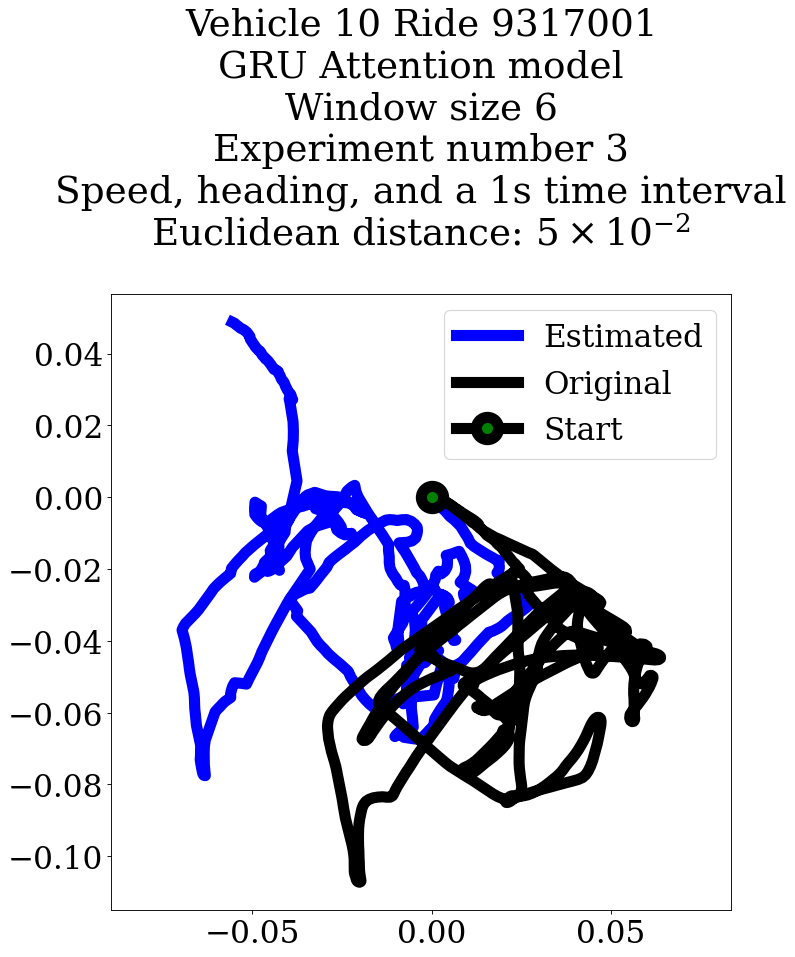 Vehicle 10 Ride 9317001
GRU Attention model
Window size 6
Experiment number 3
Speed, heading, and a 1s time interval
Euclidean distance: 5 × 10⁻²
Estimated
Original
Start
0.04
0.02
0.00
−0.02
−0.04
−0.06
−0.08
−0.10
−0.05
0.00
0.05